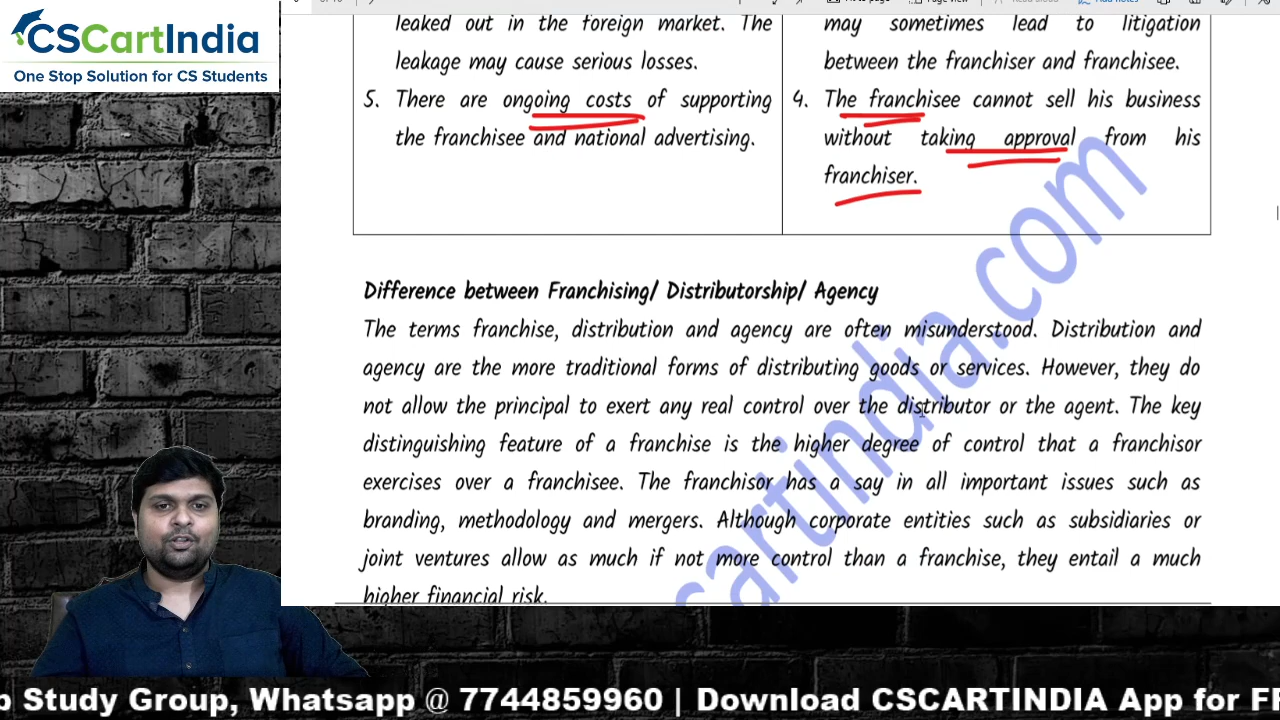 CSCartIndia
One Stop Solution for CS Students
leaked out in the foreign market. The
leakage may cause serious losses.
5. There are ongoing costs of supporting
the franchisee and national advertising.
may sometimes lead to litigation
between the franchiser and franchisee.
4. The franchisee cannot sell his business
without taking approval from his
franchiser.
Difference between Franchising/ Distributorship/ Agency
The terms franchise, distribution and agency are often misunderstood. Distribution and
agency are the more traditional forms of distributing goods or services. However, they do
not allow the principal to exert any real control over the distributor or the agent. The key
distinguishing feature of a franchise is the higher degree of control that a franchisor
exercises over a franchisee. The franchisor has a say in all important issues such as
branding, methodology and mergers. Although corporate entities such as subsidiaries or
joint ventures allow as much if not more control than a franchise, they entail a much
higher financial risk.
cartindia.com
p Study Group, Whatsapp @ 7744859960 | Download CSCARTINDIA App for